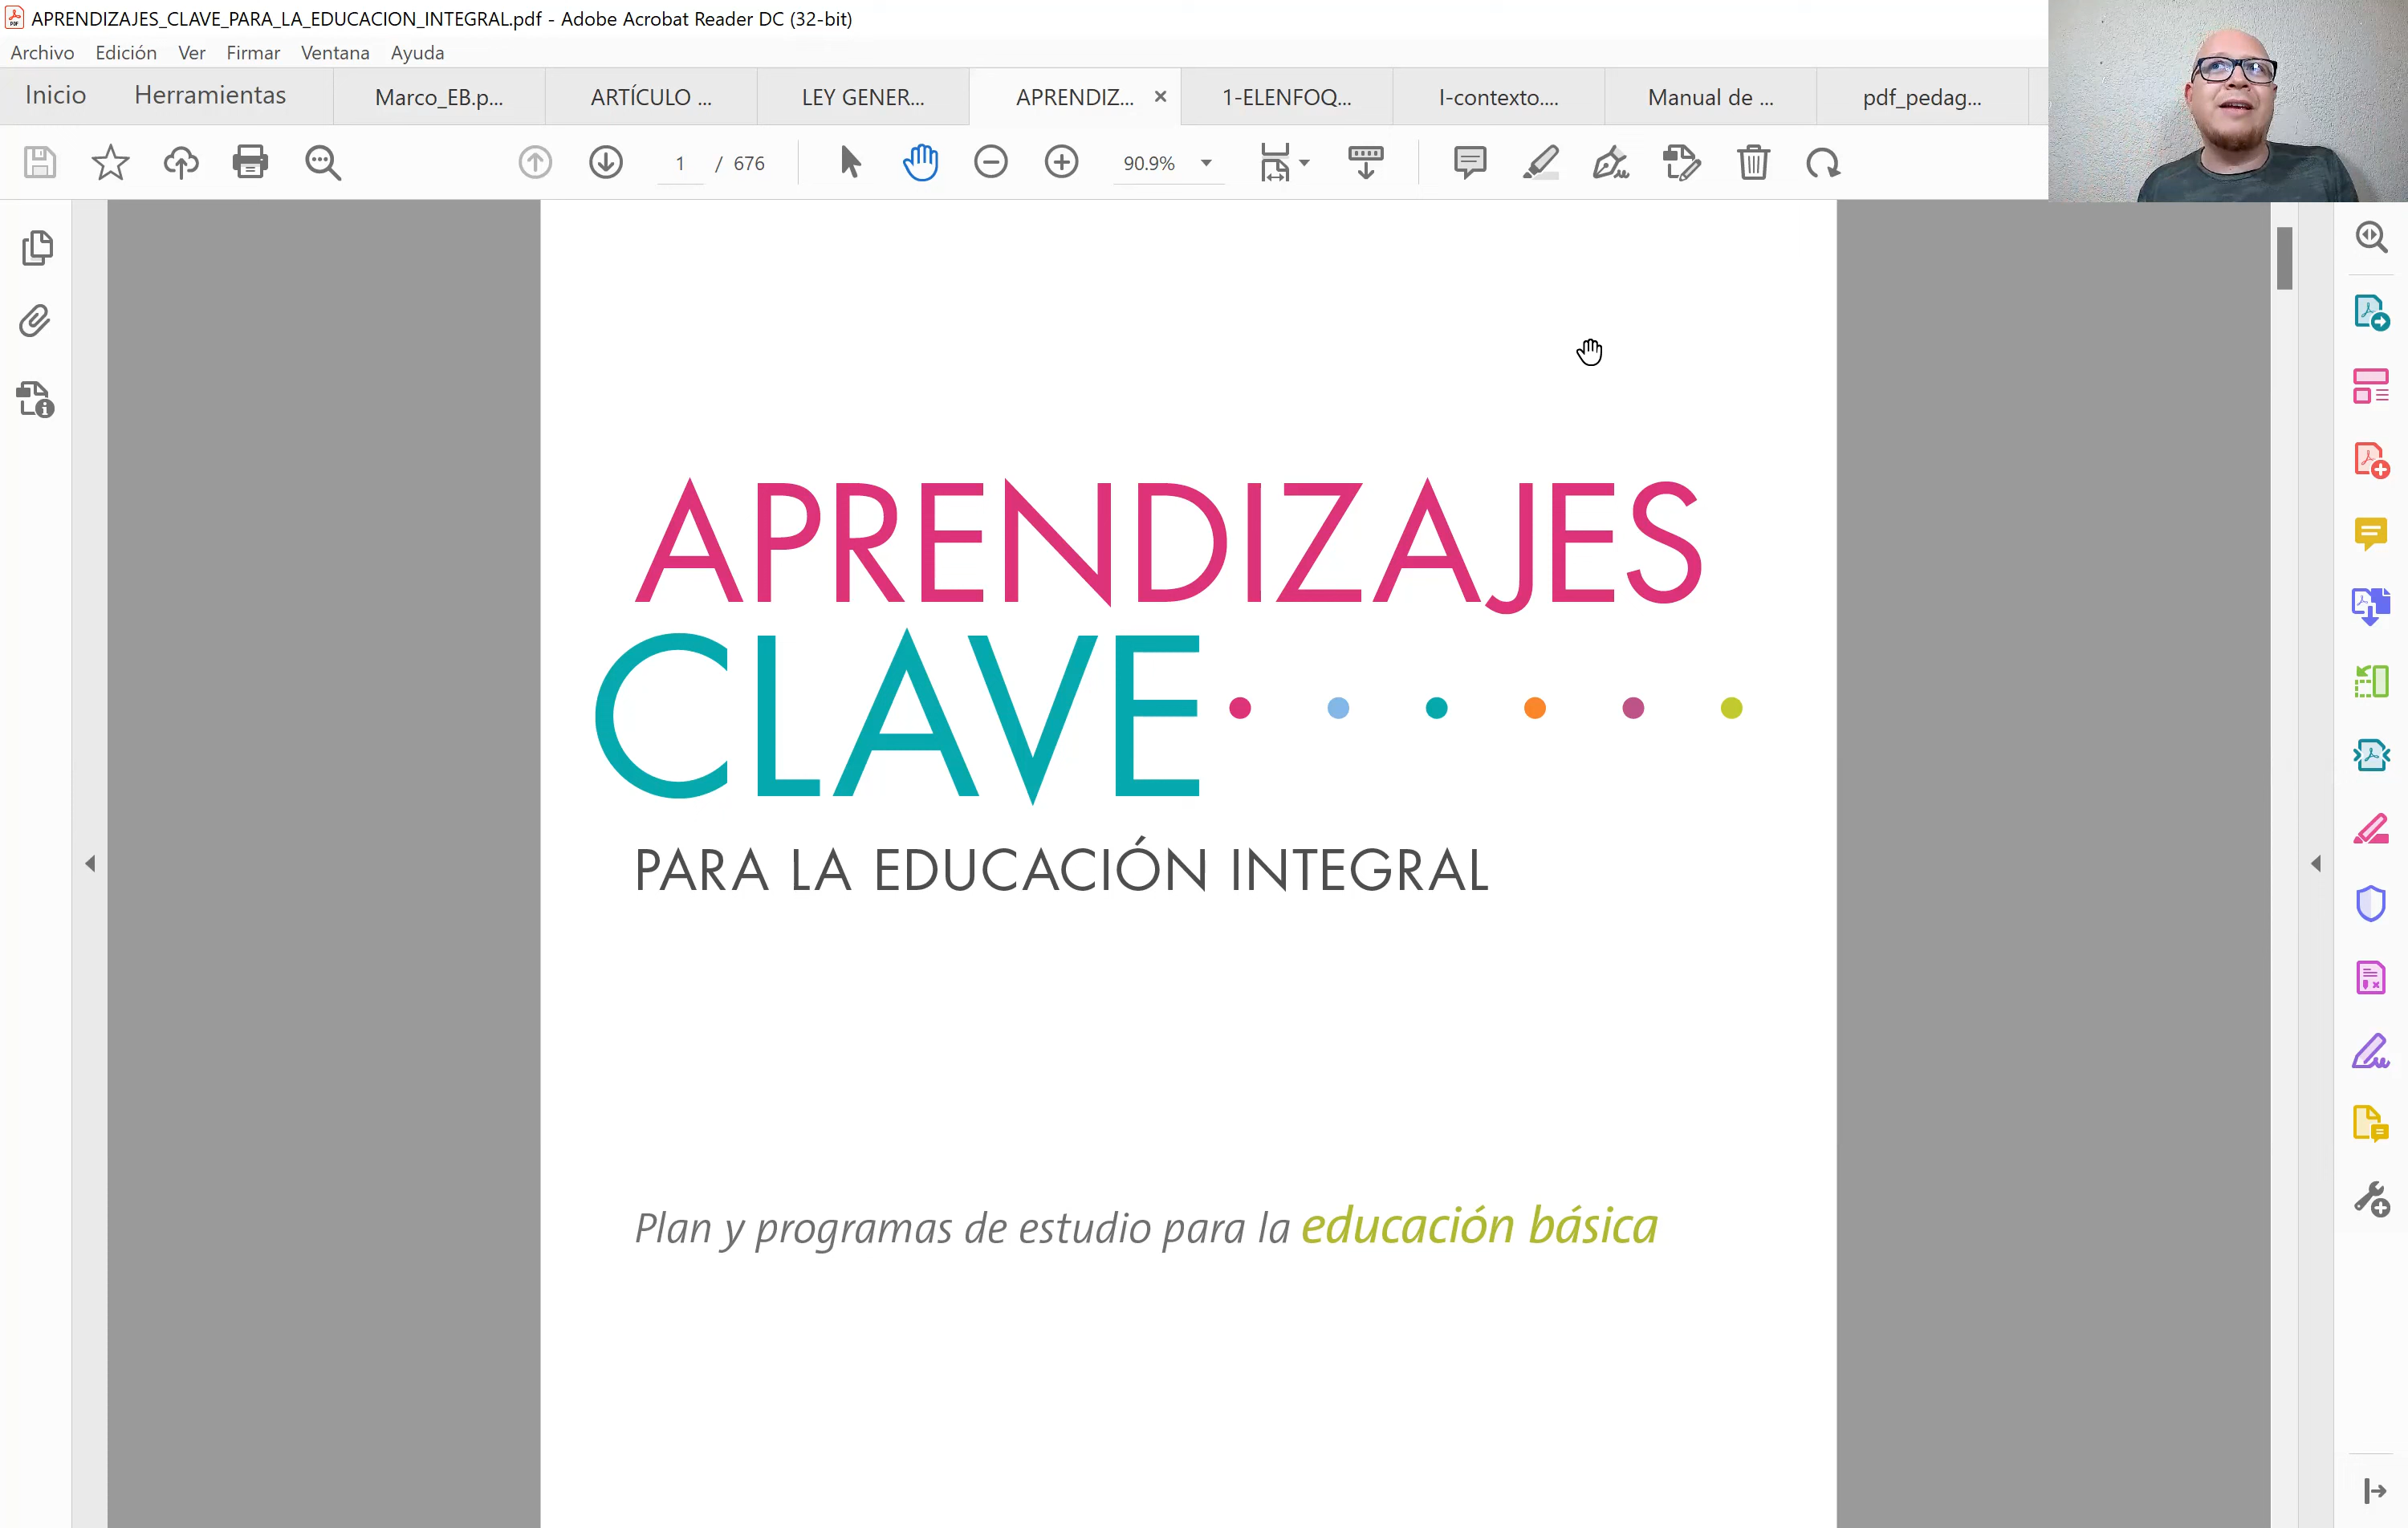 APRENDIZAJES_CLAVE_PARA_LA_EDUCACION_INTEGRAL.pdf - Adobe Acrobat Reader DC (32-bit)
Archivo Edición Ver Firmar Ventana Ayuda
Inicio Herramientas Marco_EB.p... ARTÍCULO ... LEY GENER... APRENDIZ... 1-ELENFOQ... I-contexto.... Manual de ... pdf_pedag...
1 / 676 90.9%
APRENDIZAJES
CLAVE
PARA LA EDUCACIÓN INTEGRAL
Plan y programas de estudio para la educación básica